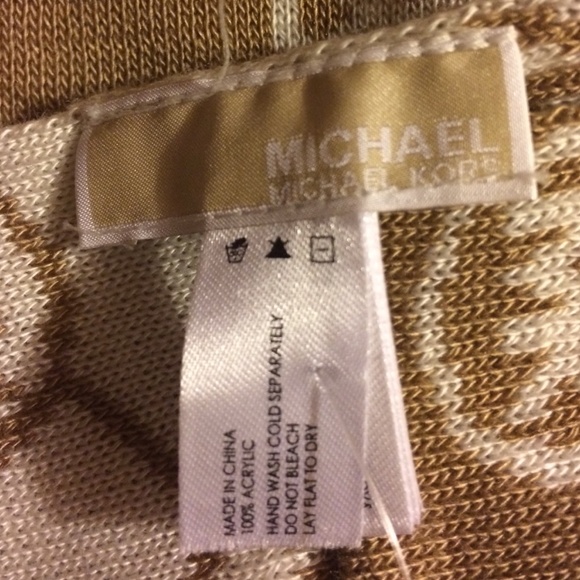 MICHAEL
MICHAEL KORS
MADE IN CHINA
100% ACRYLIC
HAND WASH COLD SEPARATELY
DO NOT BLEACH
LAY FLAT TO DRY